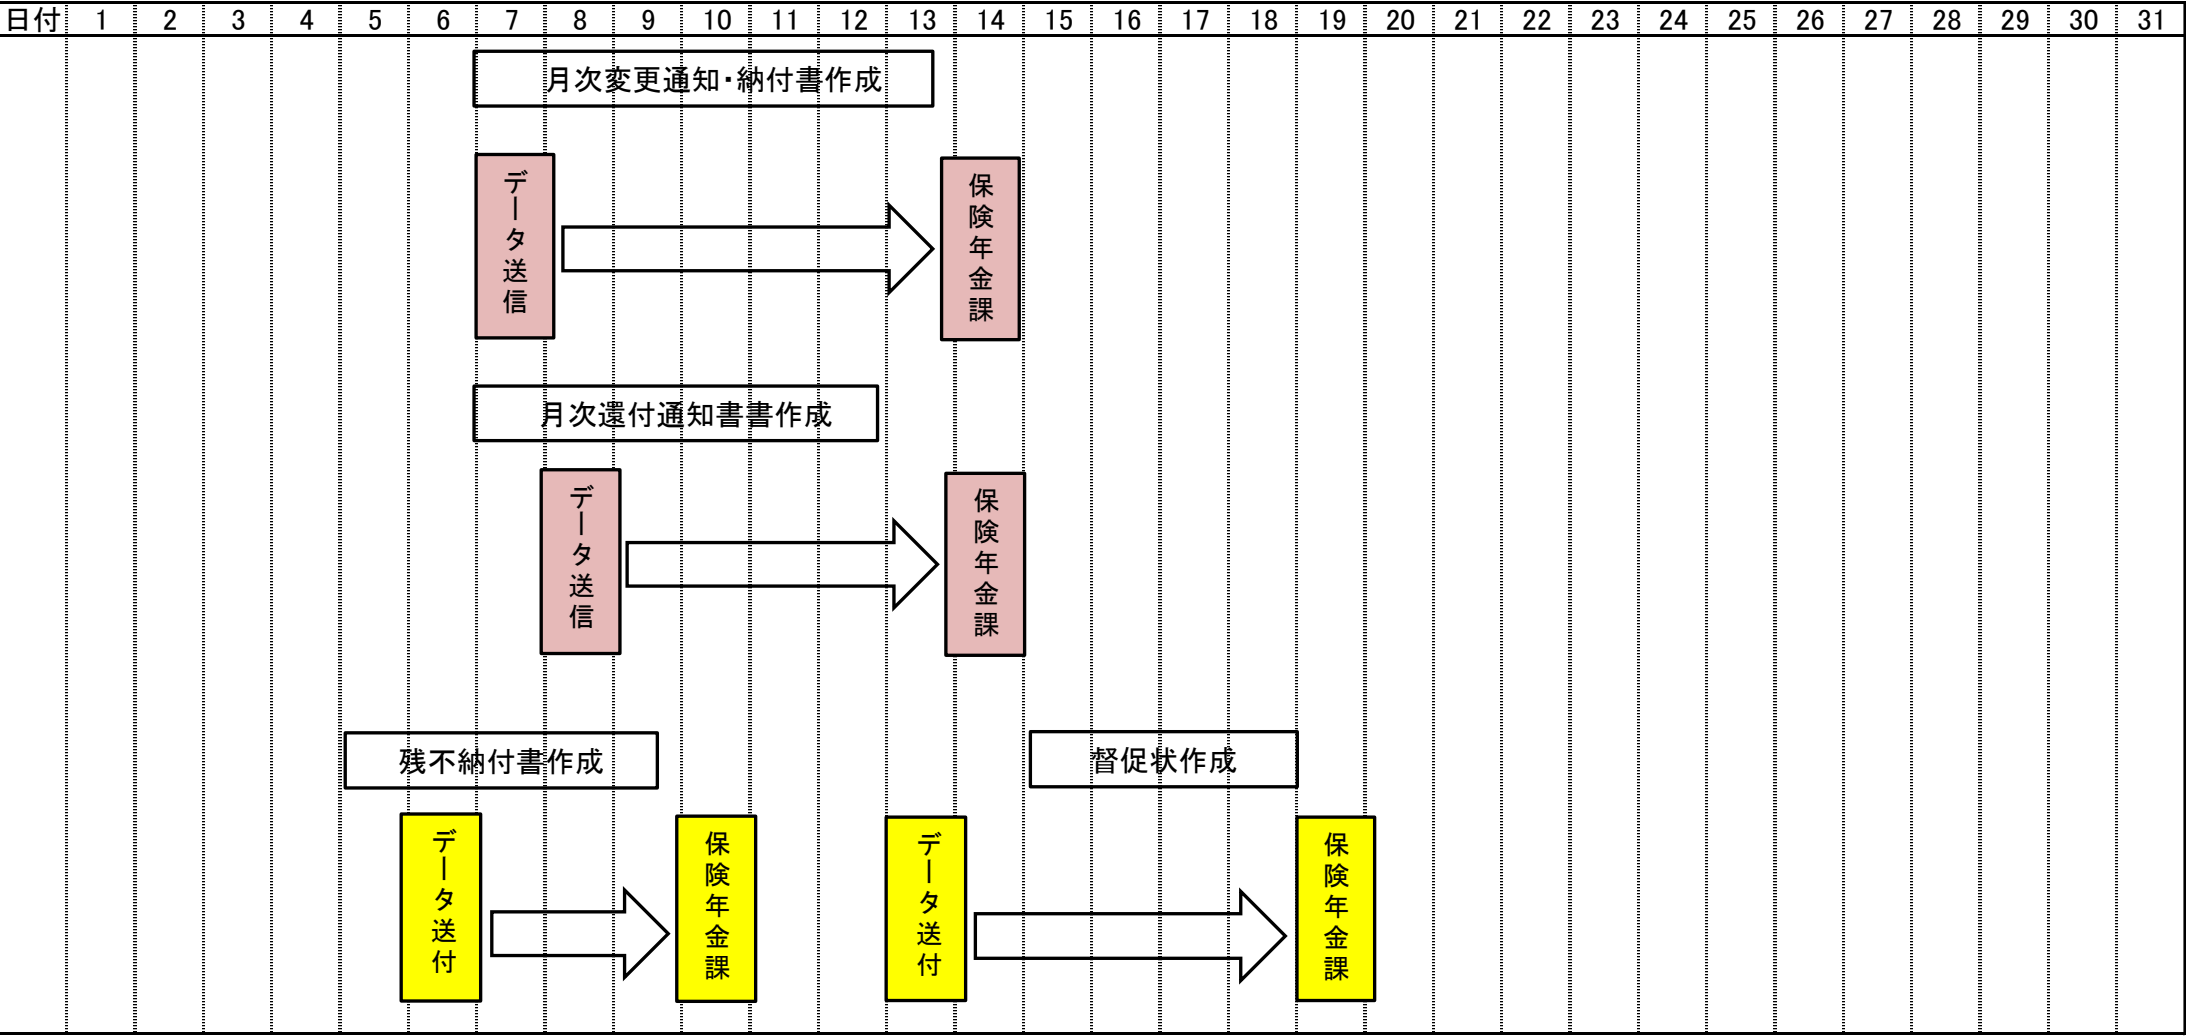 日付 1 2 3 4 5 6 7 8 9 10 11 12 13 14 15 16 17 18 19 20 21 22 23 24 25 26 27 28 29 30 31
月次変更通知・納付書作成
データ送信
保険年金課
月次還付通知書書作成
データ送信
保険年金課
残不納付書作成
督促状作成
データ送付
保険年金課
データ送付
保険年金課